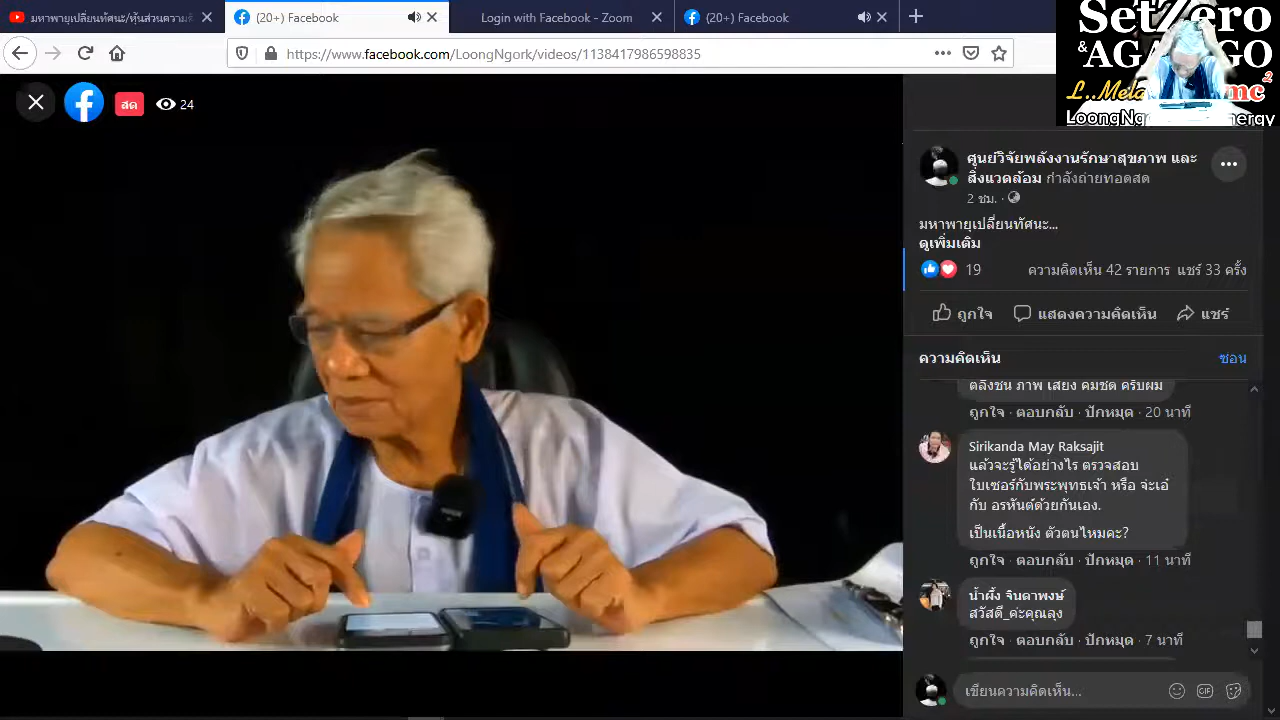 มหาพายุเปลี่ยนทัศนะ/หุ้นส่วนความ
(20+) Facebook
Login with Facebook - Zoom
(20+) Facebook
https://www.facebook.com/LoongNgork/videos/1138417986598835
SetZero
&
L..Mela
mc²
สด
24
ศูนย์วิจัยพลังงานรักษาสุขภาพ และ
สิ่งแวดล้อม กำลังถ่ายทอดสด
2 ชม.
มหาพายุเปลี่ยนทัศนะ...
ดูเพิ่มเติม
19
ความคิดเห็น 42 รายการ แชร์ 33 ครั้ง
ถูกใจ
แสดงความคิดเห็น
แชร์
ความคิดเห็น
ซ่อน
ภาพ เสียง คมชัด ครับผม
ถูกใจ · ตอบกลับ · ปักหมุด · 20 นาที
Sirikanda May Raksajit
แล้วจะรู้ได้อย่างไร ตรวจสอบ
ใบเซอร์กับพระพุทธเจ้า หรือ จ๊ะเอ๋
กับ อรหันต์ด้วยกันเอง.
เป็นเนื้อหนัง ตัวตนไหมคะ?
ถูกใจ · ตอบกลับ · ปักหมุด · 11 นาที
น้ำผึ้ง จินดาพงษ์
สวัสดี_ค่ะคุณลุง
ถูกใจ · ตอบกลับ · ปักหมุด · 7 นาที
เขียนความคิดเห็น...
GIF